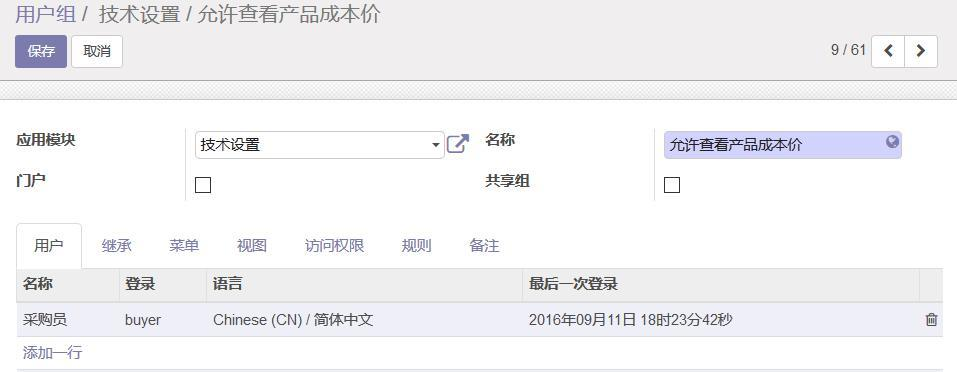 用户组 / 技术设置 / 允许查看产品成本价
保存 取消 9 / 61
应用模块 技术设置 名称 允许查看产品成本价
门户 共享组
用户 继承 菜单 视图 访问权限 规则 备注
名称 登录 语言 最后一次登录
采购员 buyer Chinese (CN) / 简体中文 2016年09月11日 18时23分42秒
添加一行